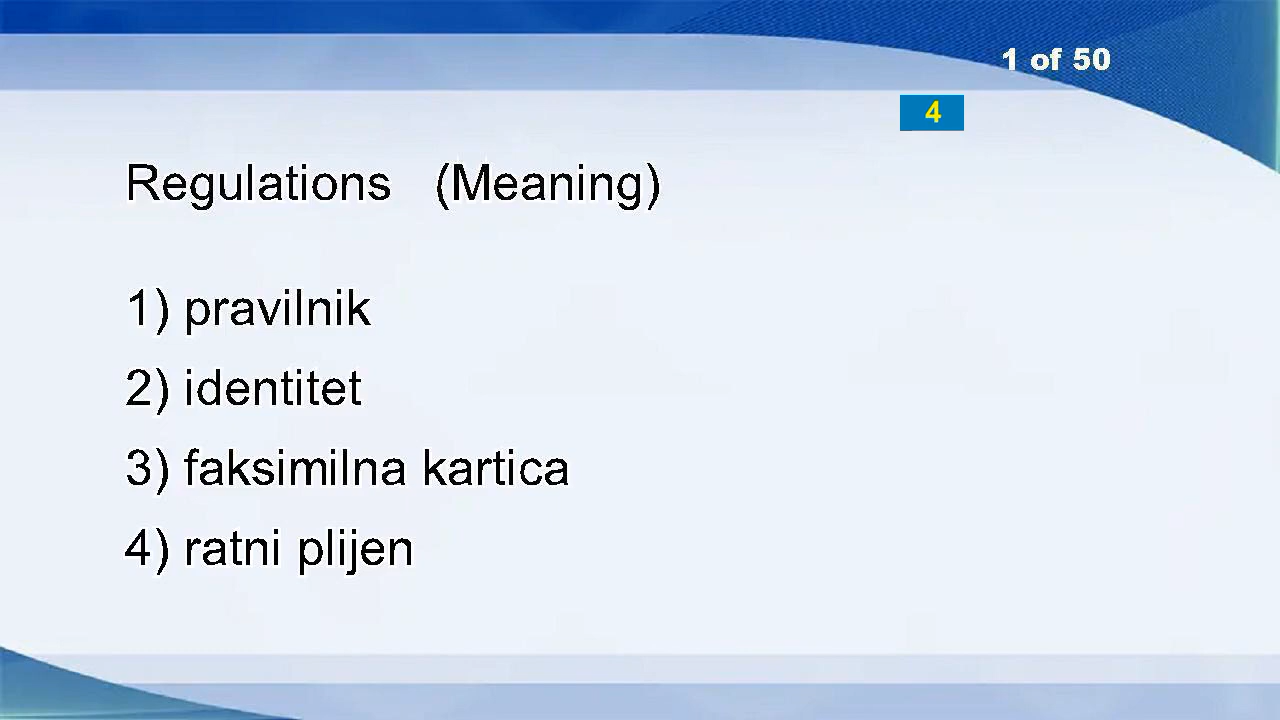 1 of 50
4
Regulations (Meaning)
1) pravilnik
2) identitet
3) faksimilna kartica
4) ratni plijen